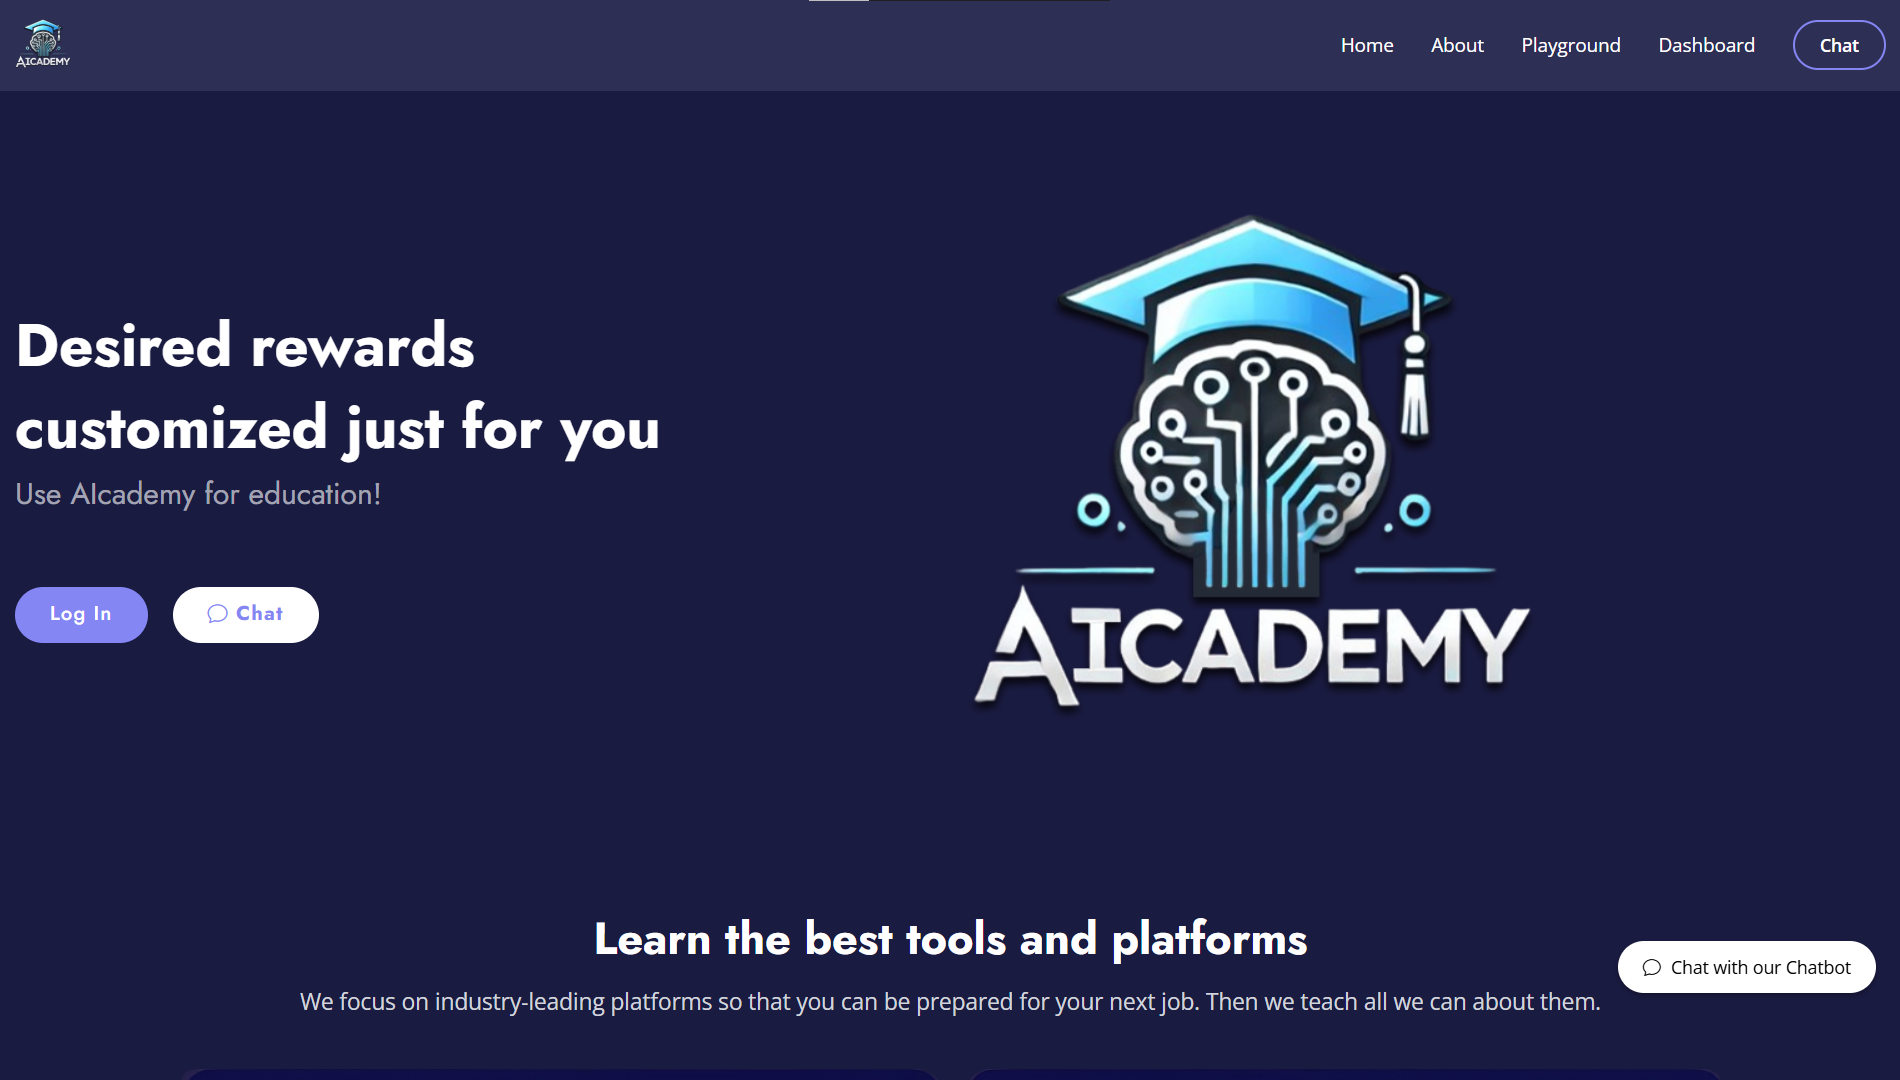 AICADEMY
Home
About
Playground
Dashboard
Chat
Desired rewards
customized just for you
Use AIcademy for education!
Log In
Chat
AICADEMY
Learn the best tools and platforms
We focus on industry-leading platforms so that you can be prepared for your next job. Then we teach all we can about them.
Chat with our Chatbot